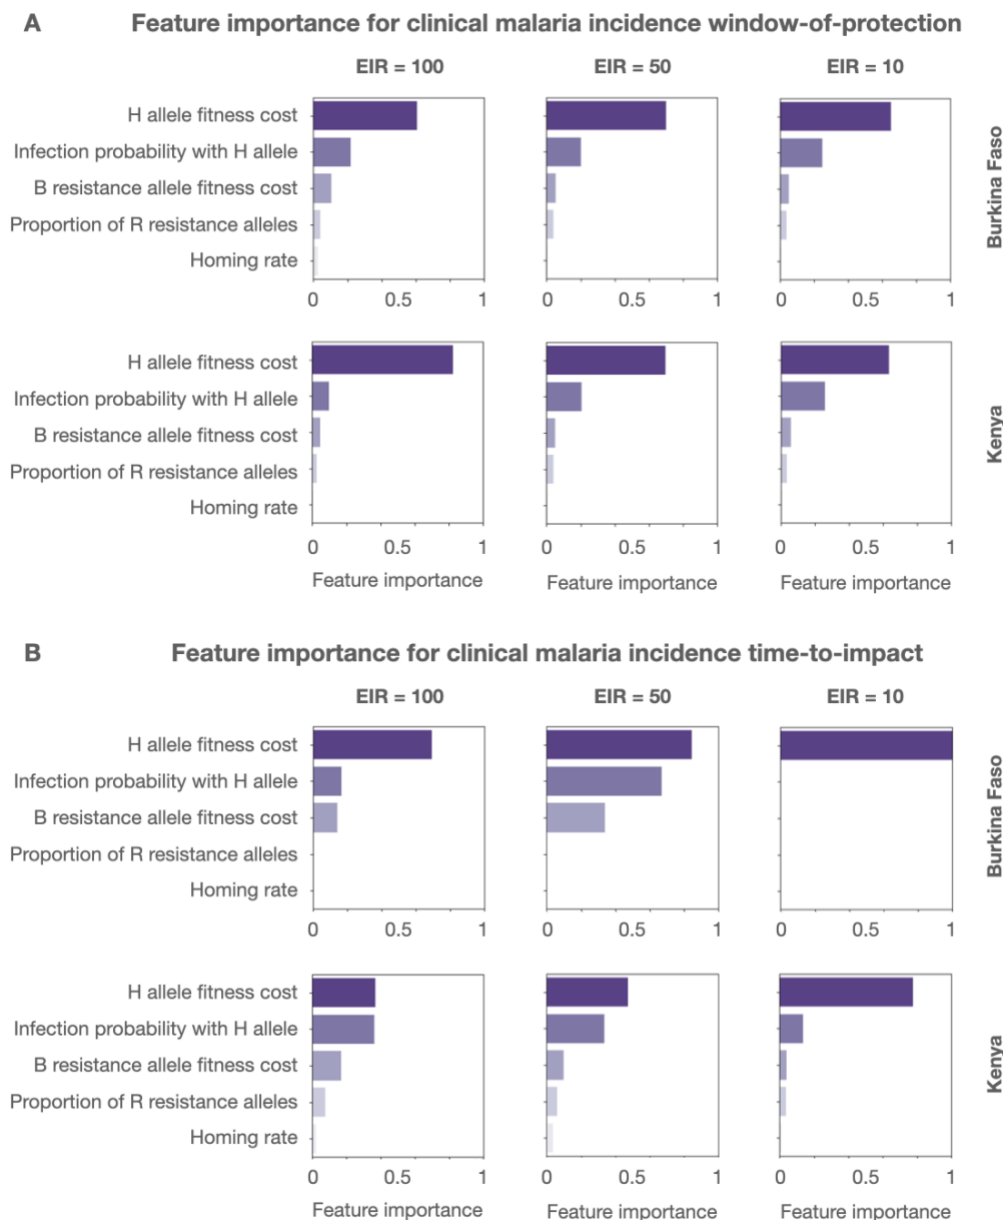 A Feature importance for clinical malaria incidence window-of-protection
EIR = 100 EIR = 50 EIR = 10
H allele fitness cost
Infection probability with H allele
B resistance allele fitness cost
Proportion of R resistance alleles
Homing rate
Burkina Faso
0 0.5 1 0 0.5 1 0 0.5 1
H allele fitness cost
Infection probability with H allele
B resistance allele fitness cost
Proportion of R resistance alleles
Homing rate
Kenya
0 0.5 1 0 0.5 1 0 0.5 1
Feature importance Feature importance Feature importance
B Feature importance for clinical malaria incidence time-to-impact
EIR = 100 EIR = 50 EIR = 10
H allele fitness cost
Infection probability with H allele
B resistance allele fitness cost
Proportion of R resistance alleles
Homing rate
Burkina Faso
0 0.5 1 0 0.5 1 0 0.5 1
H allele fitness cost
Infection probability with H allele
B resistance allele fitness cost
Proportion of R resistance alleles
Homing rate
Kenya
0 0.5 1 0 0.5 1 0 0.5 1
Feature importance Feature importance Feature importance